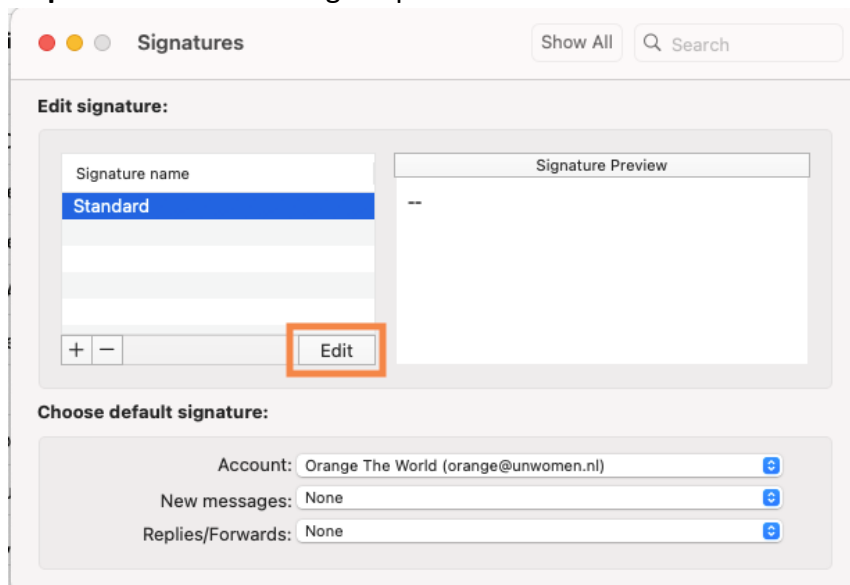 Signatures
Show All
Search
Edit signature:
Signature name
Signature Preview
Standard
--
+ −
Edit
Choose default signature:
Account: Orange The World (orange@unwomen.nl)
New messages: None
Replies/Forwards: None